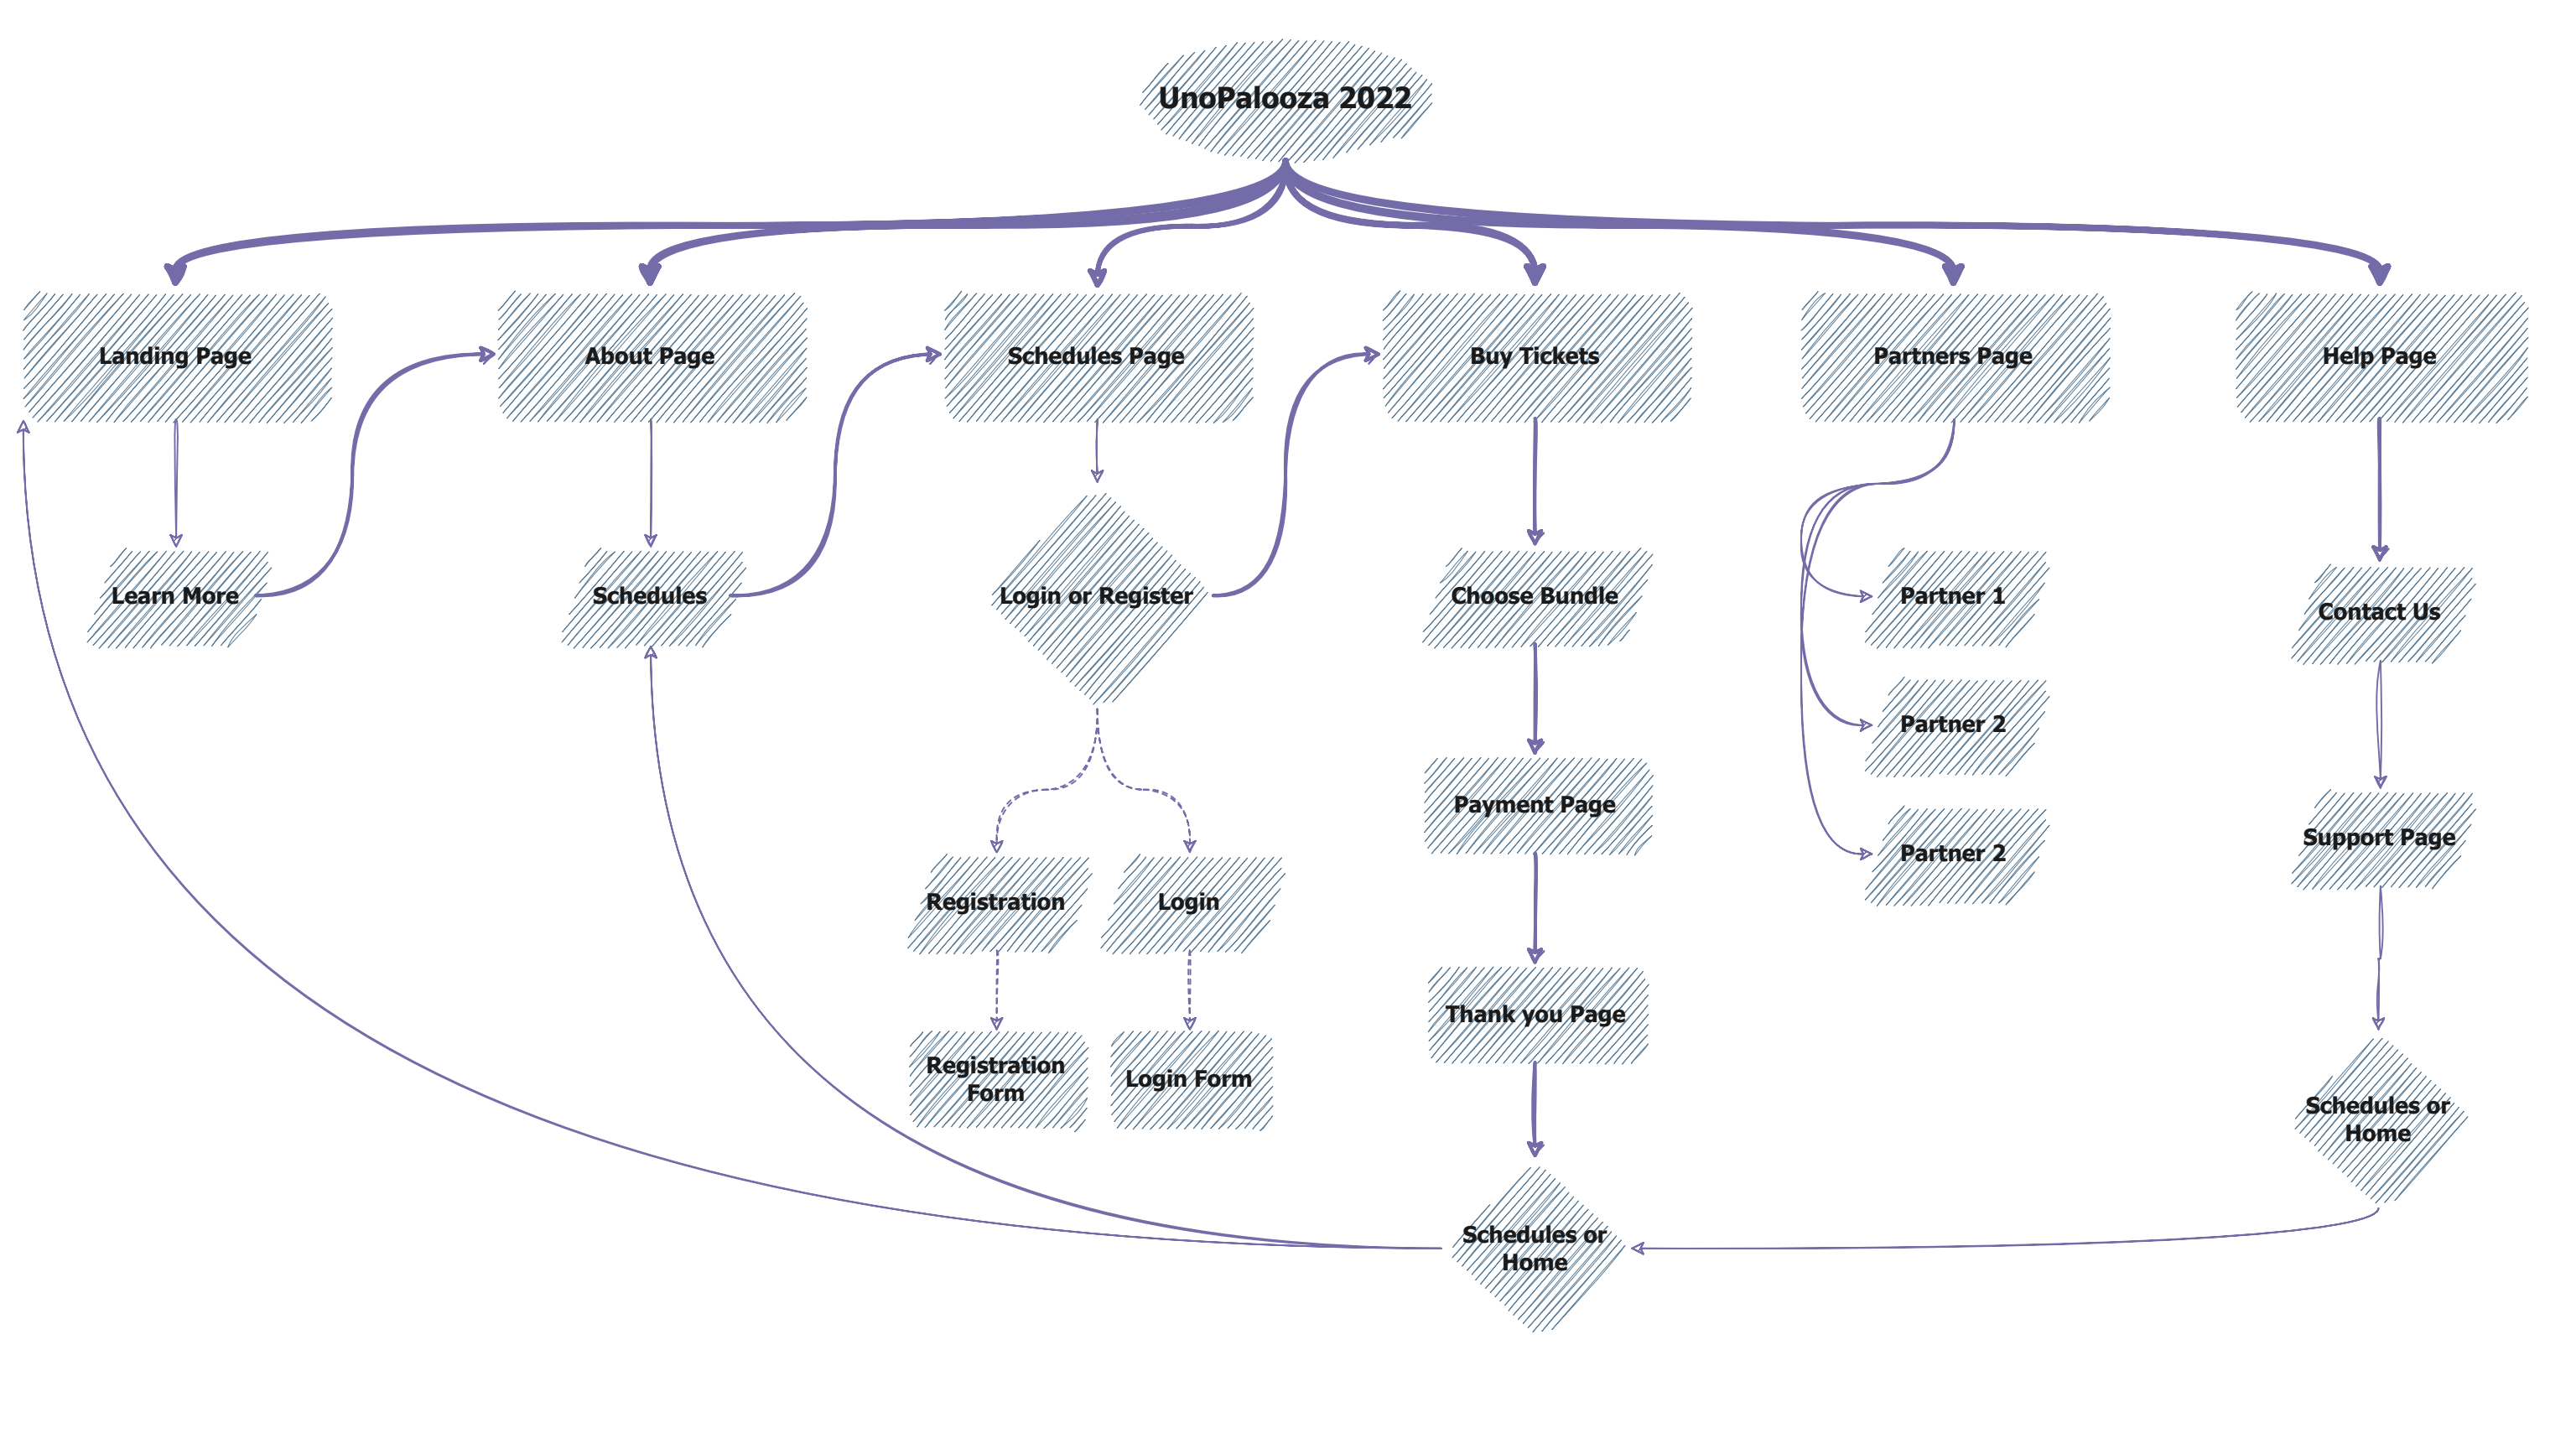 UnoPalooza 2022
Landing Page
About Page
Schedules Page
Buy Tickets
Partners Page
Help Page
Learn More
Schedules
Login or Register
Choose Bundle
Partner 1
Contact Us
Partner 2
Payment Page
Partner 2
Support Page
Registration
Login
Thank you Page
Registration
Form
Login Form
Schedules or
Home
Schedules or
Home